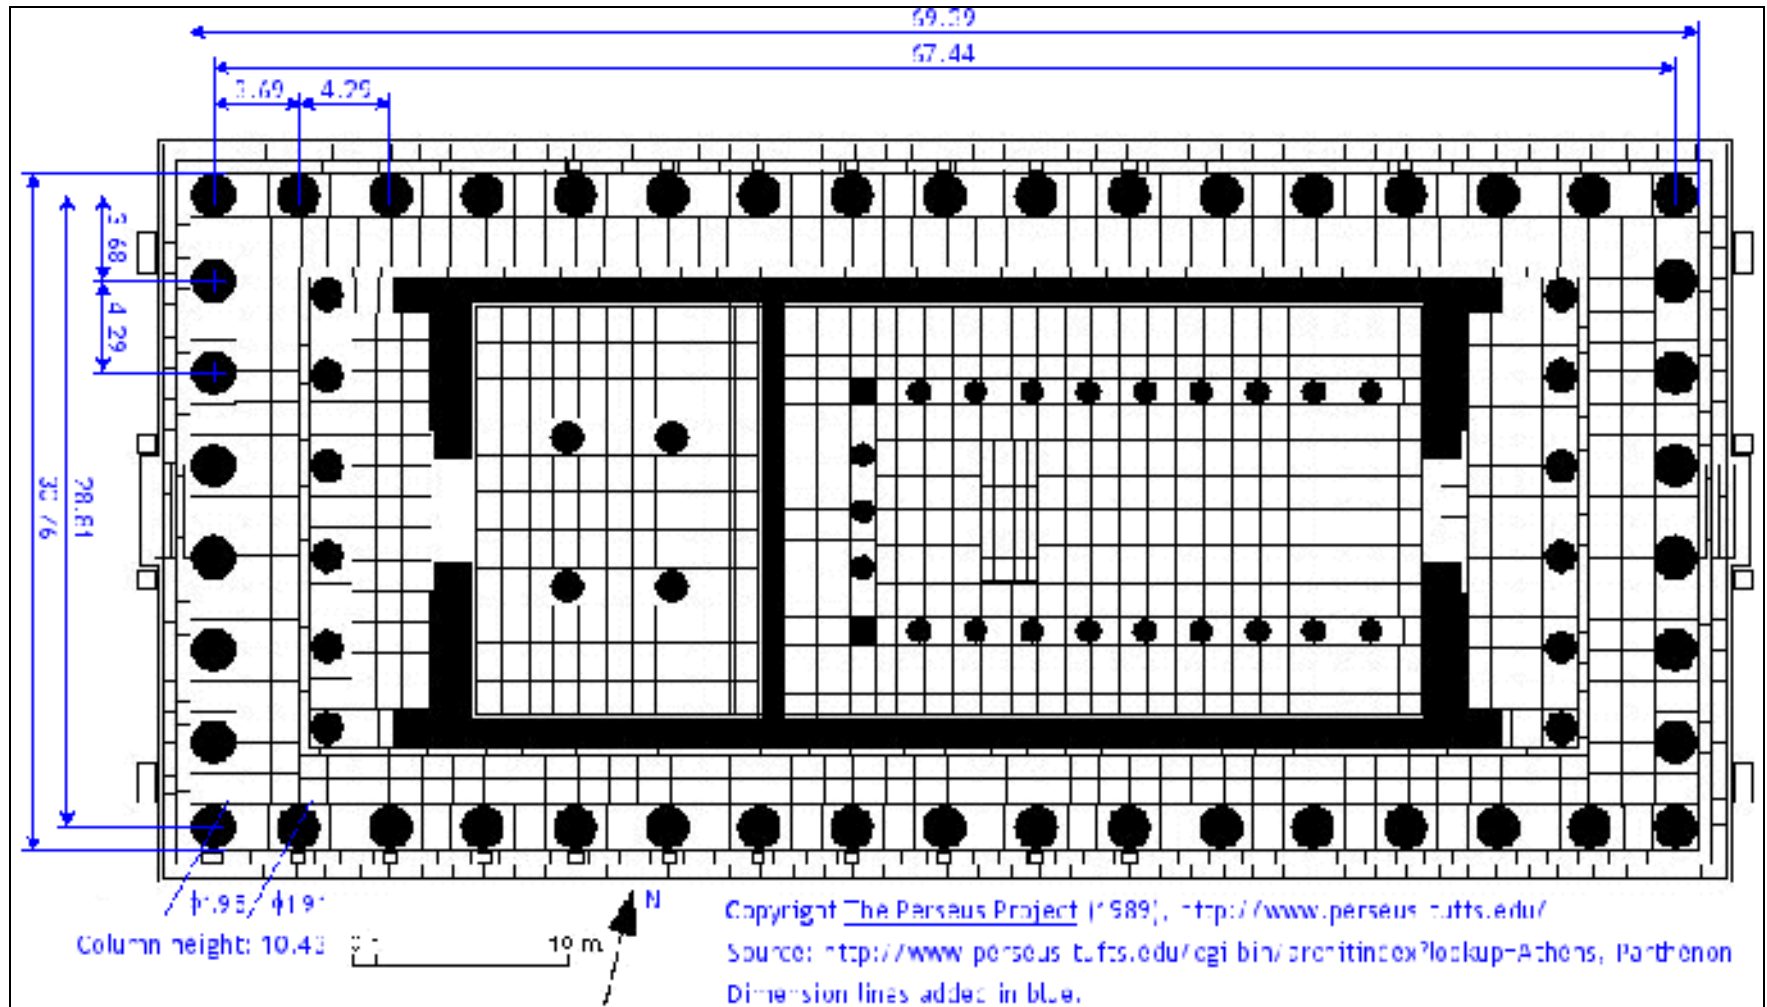 69.39
67.44
3.69 4.29
3.68
4.29
28.81
30.76
φ1.95 φ1.91
N
Column height: 10.43
0 10 m
Copyright The Perseus Project (1989), http://www.perseus.tufts.edu/
Source: http://www.perseus.tufts.edu/cgi-bin/architindex?lookup=Athens, Parthenon
Dimension lines added in blue.